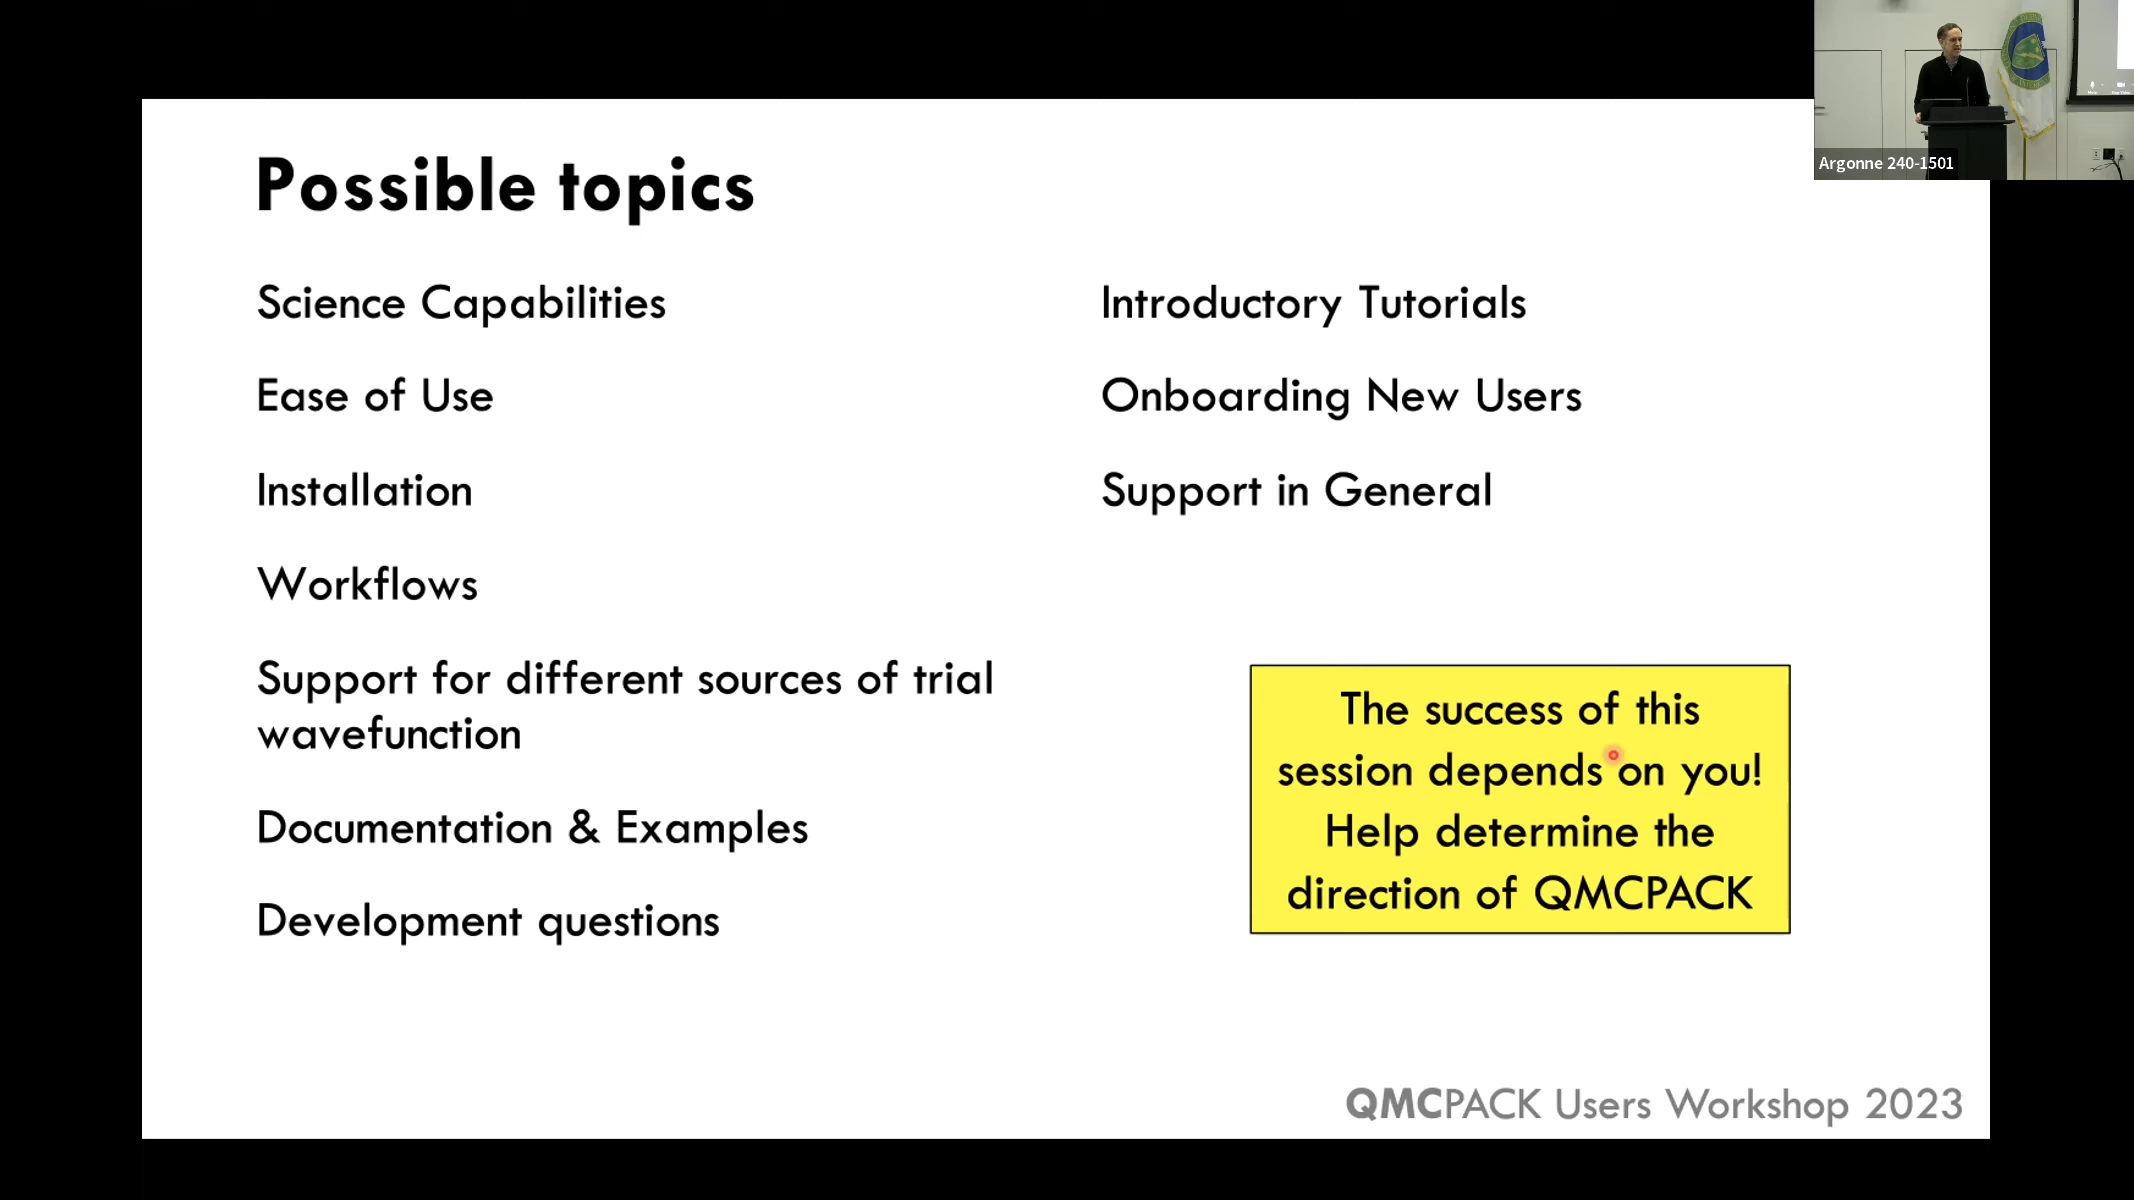 Possible topics
Science Capabilities
Ease of Use
Installation
Workflows
Support for different sources of trial
wavefunction
Documentation & Examples
Development questions
Introductory Tutorials
Onboarding New Users
Support in General
The success of this
session depends on you!
Help determine the
direction of QMCPACK
QMCPACK Users Workshop 2023
Argonne 240-1501